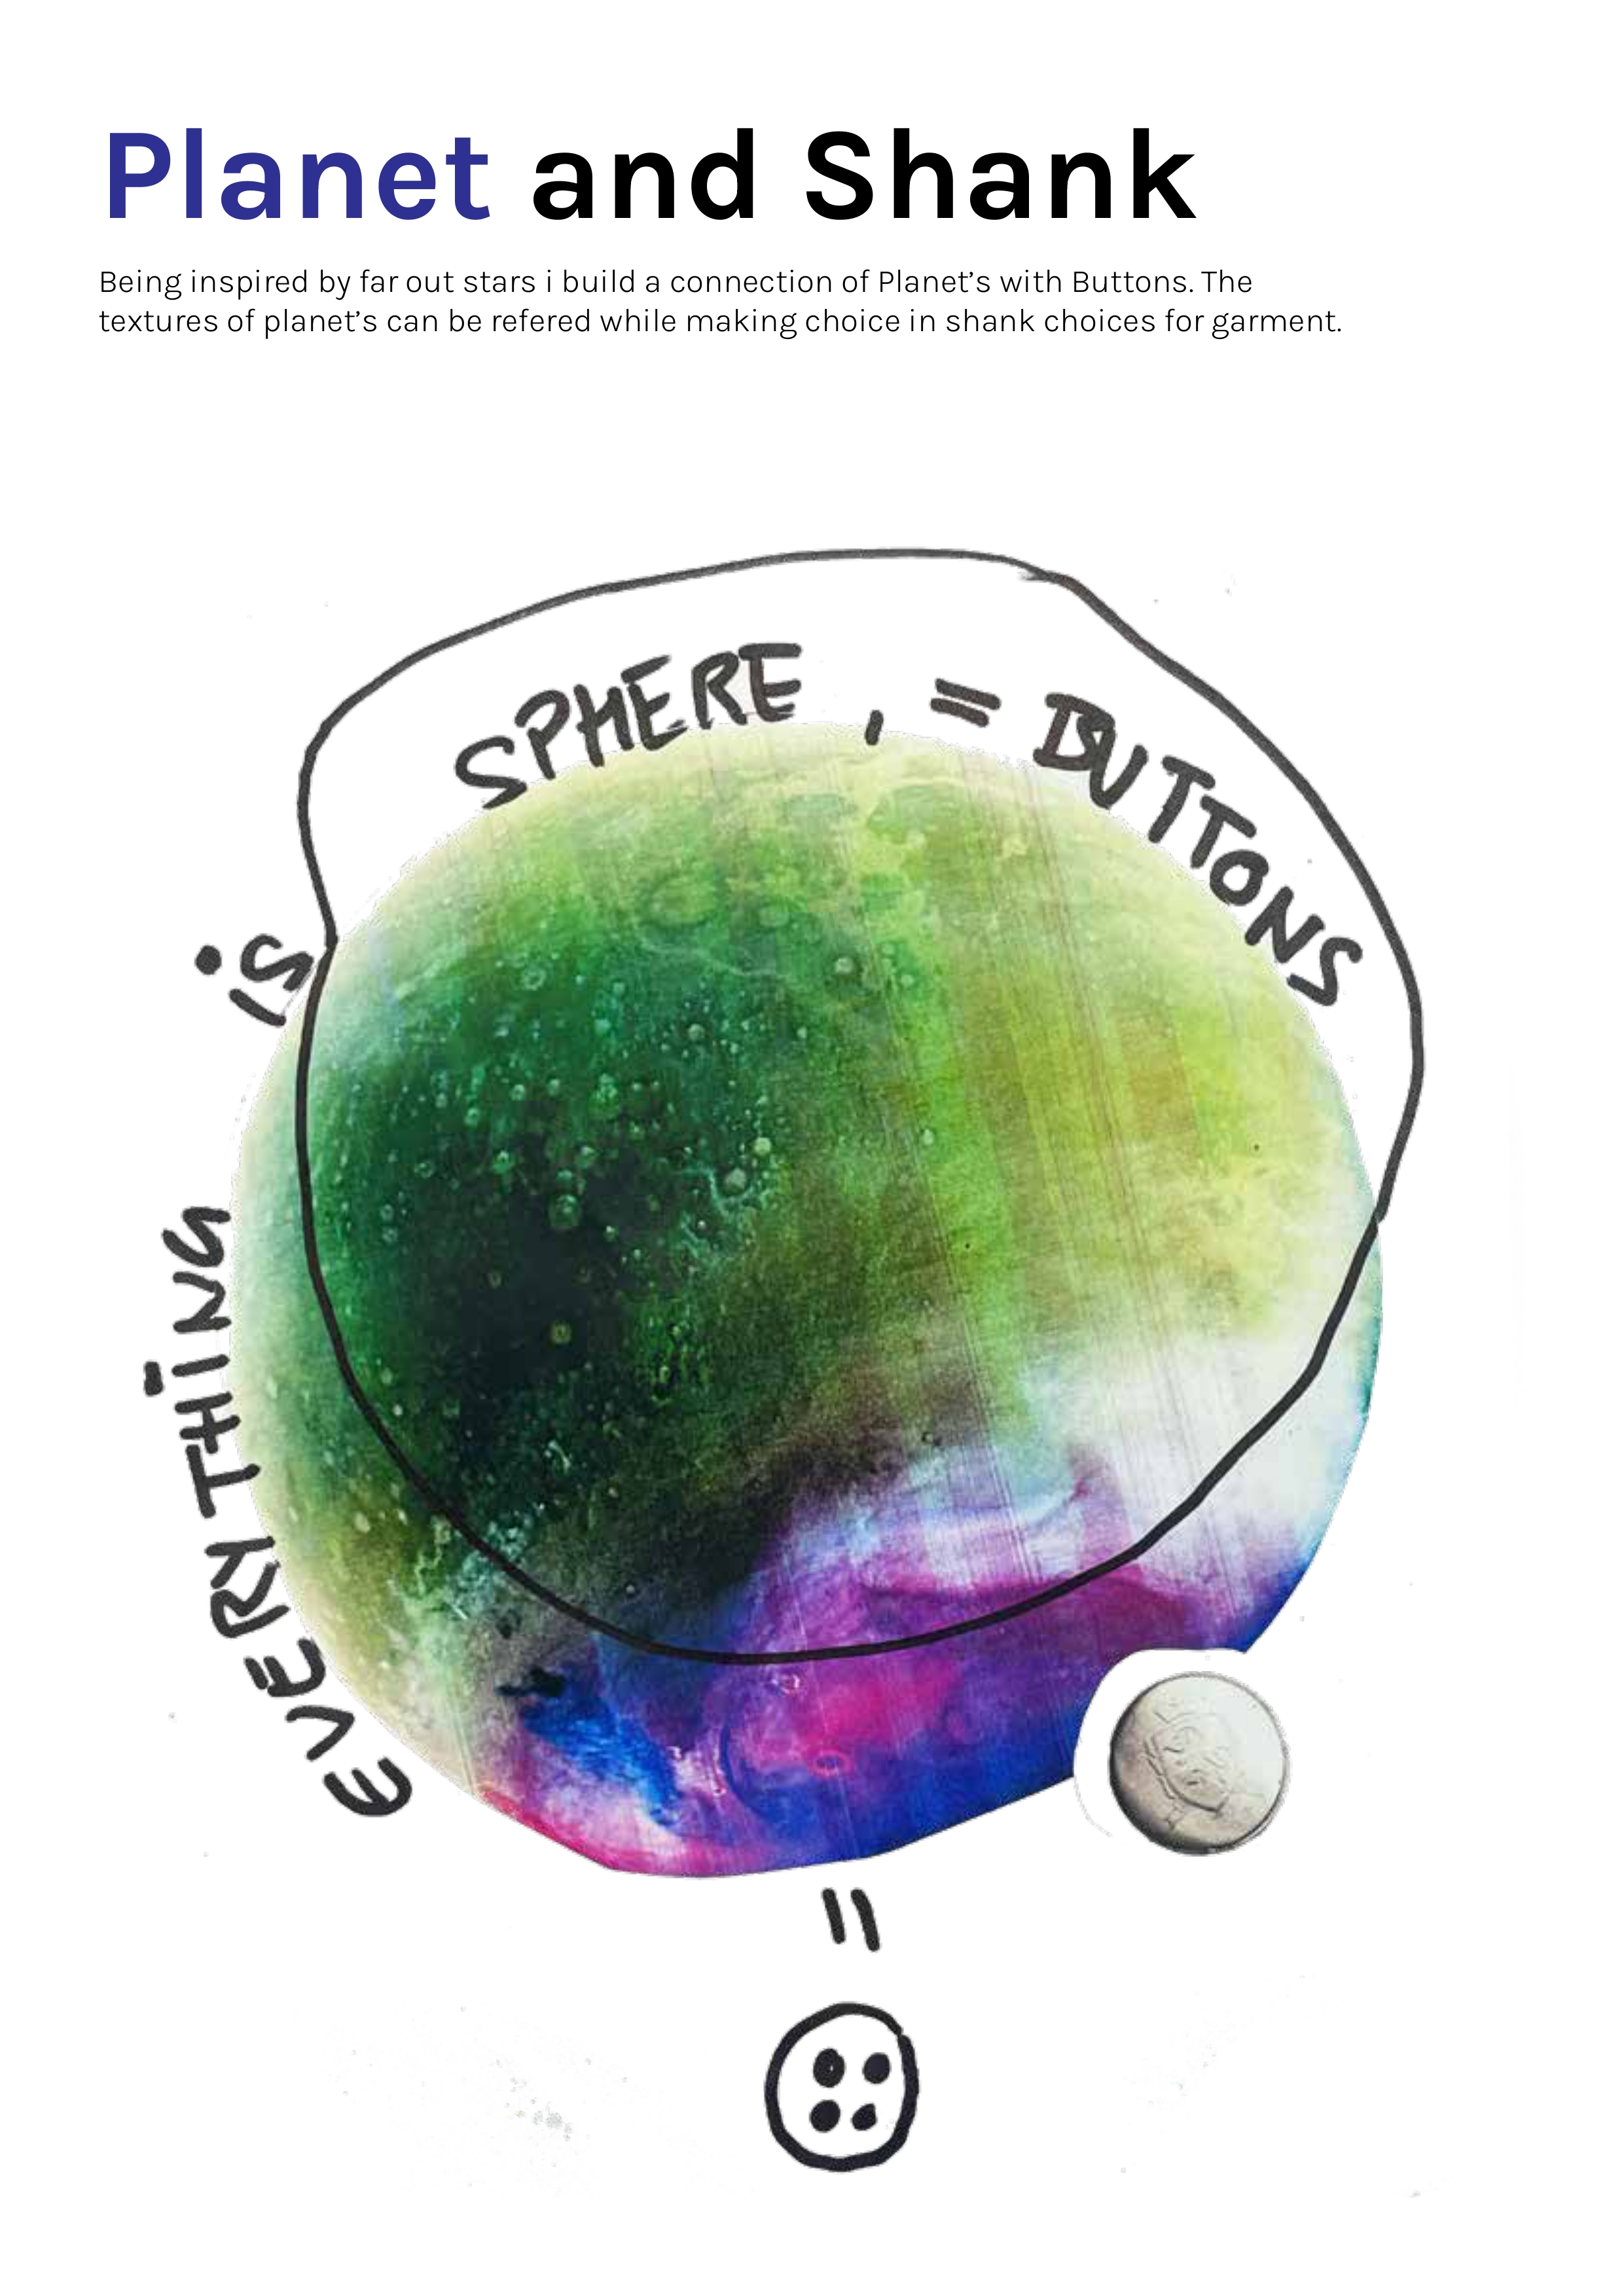 Planet and Shank
Being inspired by far out stars i build a connection of Planet's with Buttons. The
textures of planet's can be refered while making choice in shank choices for garment.
EVERYTHING
is
SPHERE , = BUTTONS
=